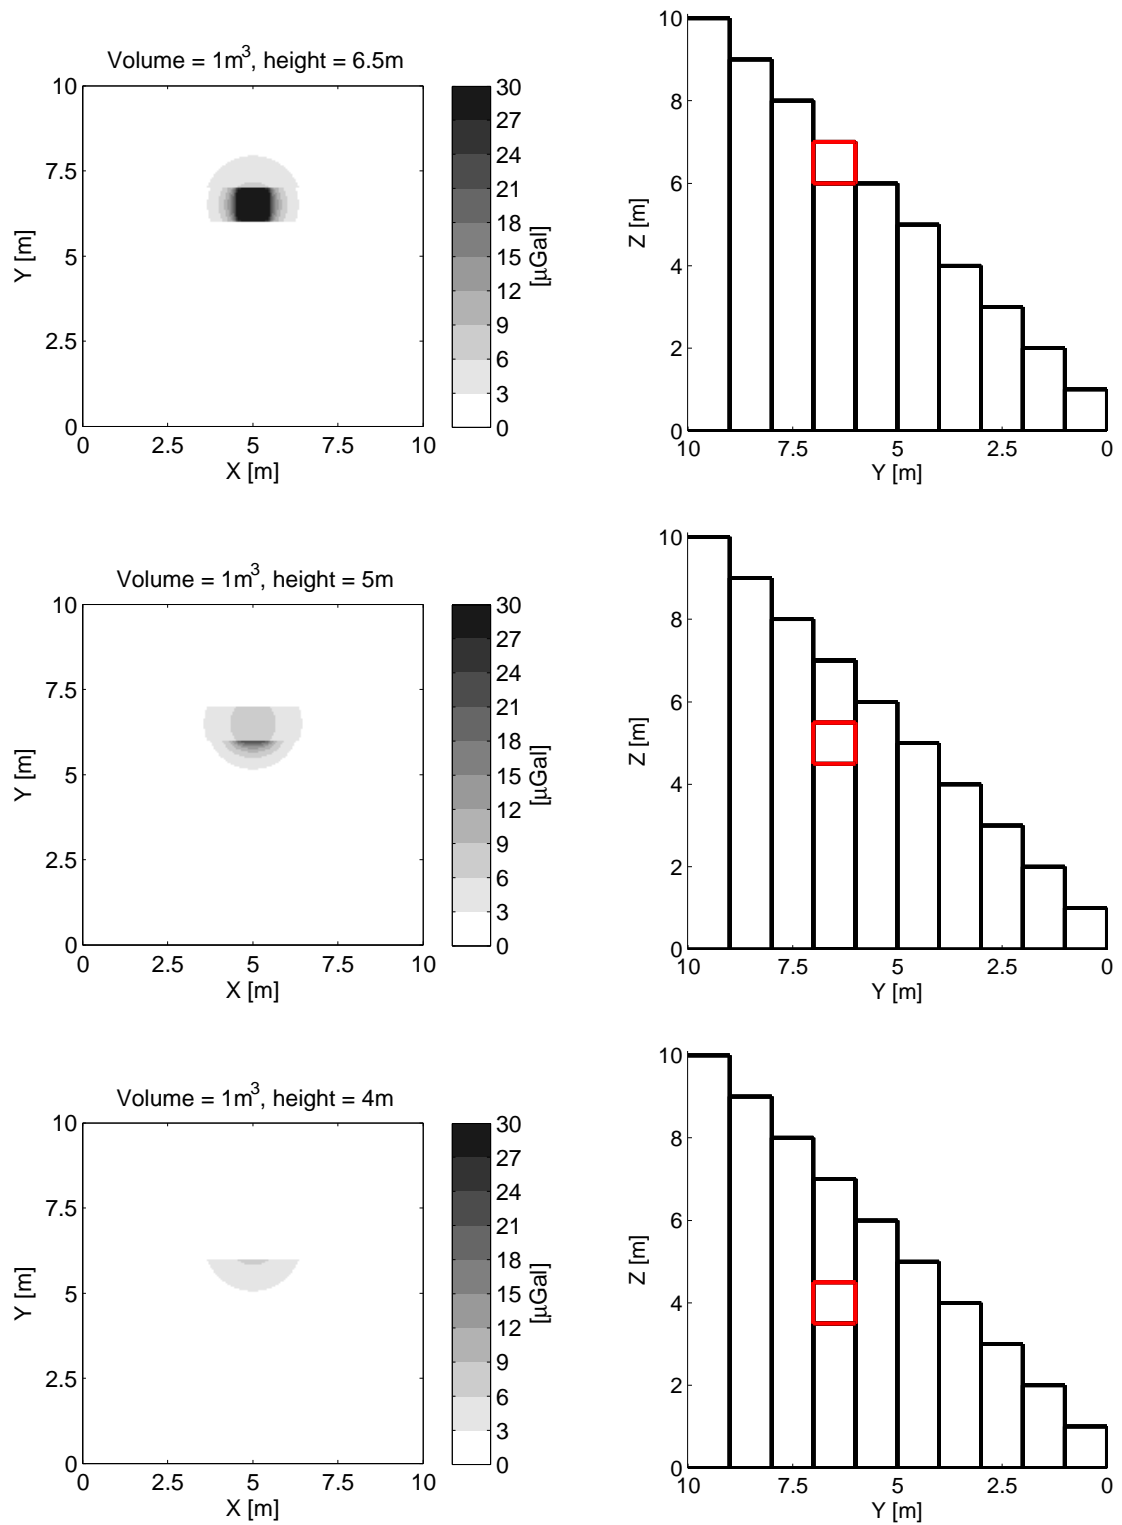 Volume = 1m³, height = 6.5m
10
7.5
5
2.5
0
0 2.5 5 7.5 10
Y [m]
X [m]
30
27
24
21
18
15
12
9
6
3
0
[μGal]
10
8
6
4
2
0
10 7.5 5 2.5 0
Z [m]
Y [m]
Volume = 1m³, height = 5m
10
7.5
5
2.5
0
0 2.5 5 7.5 10
Y [m]
X [m]
30
27
24
21
18
15
12
9
6
3
0
[μGal]
10
8
6
4
2
0
10 7.5 5 2.5 0
Z [m]
Y [m]
Volume = 1m³, height = 4m
10
7.5
5
2.5
0
0 2.5 5 7.5 10
Y [m]
X [m]
30
27
24
21
18
15
12
9
6
3
0
[μGal]
10
8
6
4
2
0
10 7.5 5 2.5 0
Z [m]
Y [m]